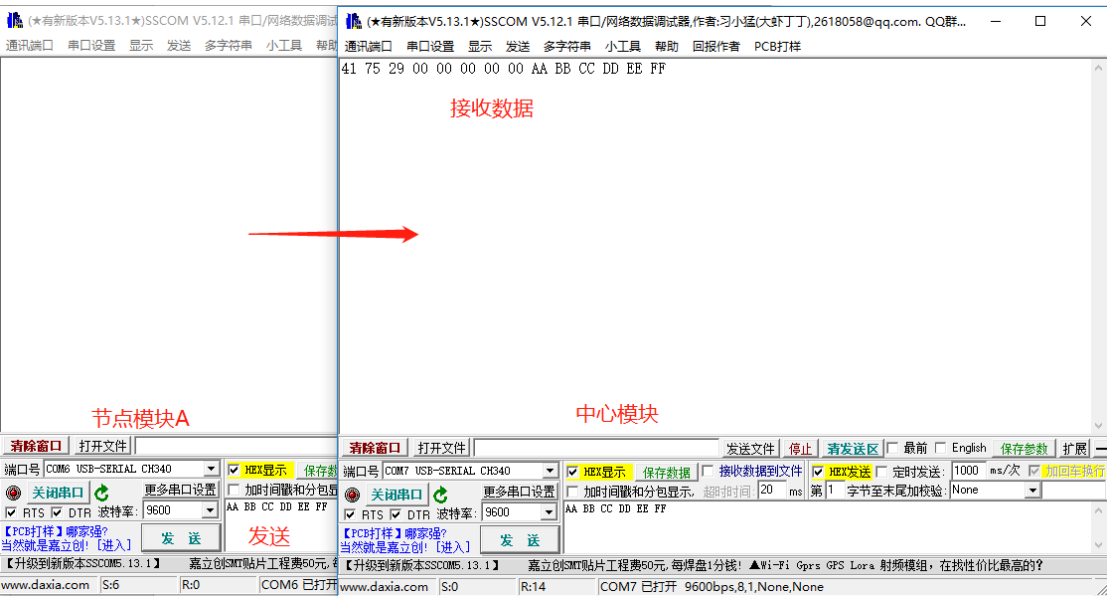 (★有新版本V5.13.1★)SSCOM V5.12.1 串口/网络数据调试
通讯端口 串口设置 显示 发送 多字符串 小工具 帮助
节点模块A
清除窗口 打开文件
端口号 COM6 USB-SERIAL CH340 HEX显示 保存数
关闭串口 更多串口设置 加时间戳和分包显
RTS DTR 波特率: 9600 AA BB CC DD EE FF
【PCB打样】哪家强?
当然就是嘉立创! [进入] 发 送 发送
【升级到新版本SSCOM5.13.1】 嘉立创SMT贴片工程费50元,
www.daxia.com S:6 R:0 COM6 已打开
(★有新版本V5.13.1★)SSCOM V5.12.1 串口/网络数据调试器,作者:习小猛(大虾丁丁),2618058@qq.com. QQ群...
通讯端口 串口设置 显示 发送 多字符串 小工具 帮助 回报作者 PCB打样
41 75 29 00 00 00 00 00 AA BB CC DD EE FF
接收数据
中心模块
清除窗口 打开文件 发送文件 停止 清发送区 最前 English 保存参数 扩展
端口号 COM7 USB-SERIAL CH340 HEX显示 保存数据 接收数据到文件 HEX发送 定时发送: 1000 ms/次 加回车换行
关闭串口 更多串口设置 加时间戳和分包显示, 超时时间: 20 ms 第 1 字节至末尾加校验: None
RTS DTR 波特率: 9600 AA BB CC DD EE FF
【PCB打样】哪家强?
当然就是嘉立创! [进入] 发 送
【升级到新版本SSCOM5.13.1】 嘉立创SMT贴片工程费50元,每焊盘1分钱! ▲Wi-Fi Gprs GPS Lora 射频模组，在找性价比最高的?
www.daxia.com S:0 R:14 COM7 已打开 9600bps,8,1,None,None